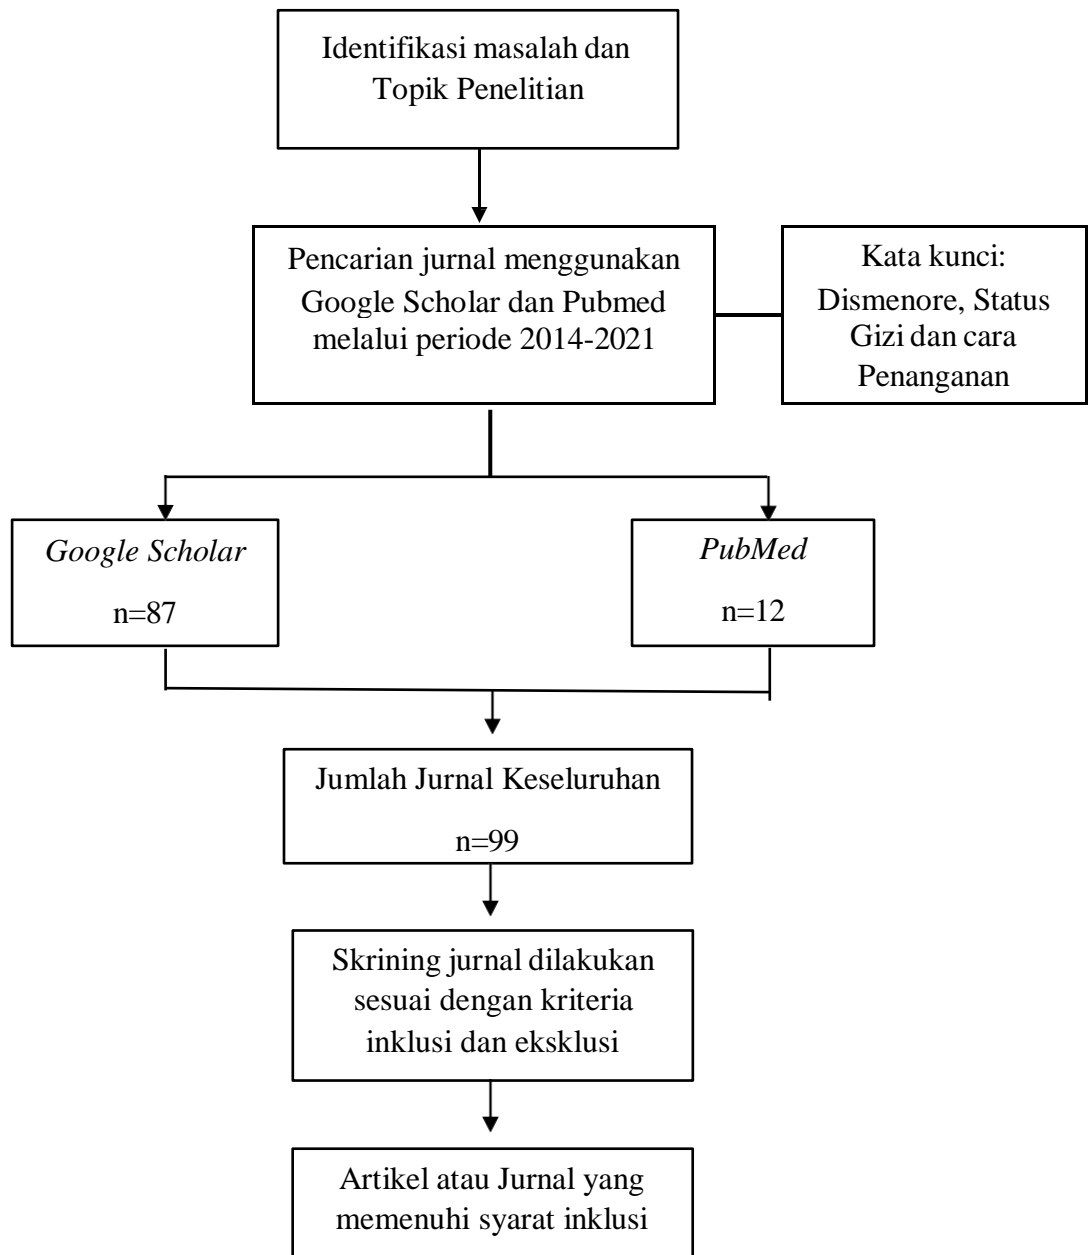 Identifikasi masalah dan
Topik Penelitian
Pencarian jurnal menggunakan
Google Scholar dan Pubmed
melalui periode 2014-2021
Kata kunci:
Dismenore, Status
Gizi dan cara
Penanganan
Google Scholar
n=87
PubMed
n=12
Jumlah Jurnal Keseluruhan
n=99
Skrining jurnal dilakukan
sesuai dengan kriteria
inklusi dan eksklusi
Artikel atau Jurnal yang
memenuhi syarat inklusi